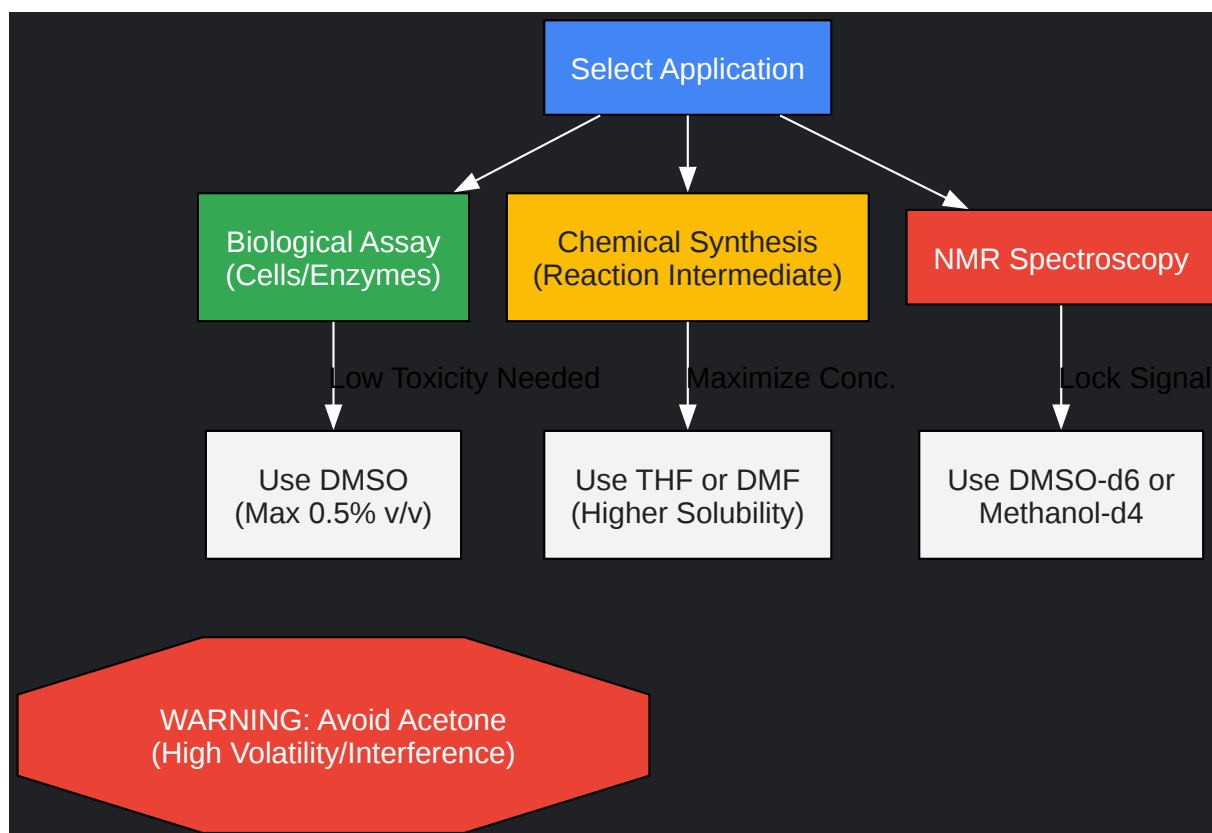 Select Application
Biological Assay
(Cells/Enzymes)
Chemical Synthesis
(Reaction Intermediate)
NMR Spectroscopy
Low Toxicity Needed
Maximize Conc.
Lock Signal
Use DMSO
(Max 0.5% v/v)
Use THF or DMF
(Higher Solubility)
Use DMSO-d6 or
Methanol-d4
WARNING: Avoid Acetone
(High Volatility/Interference)